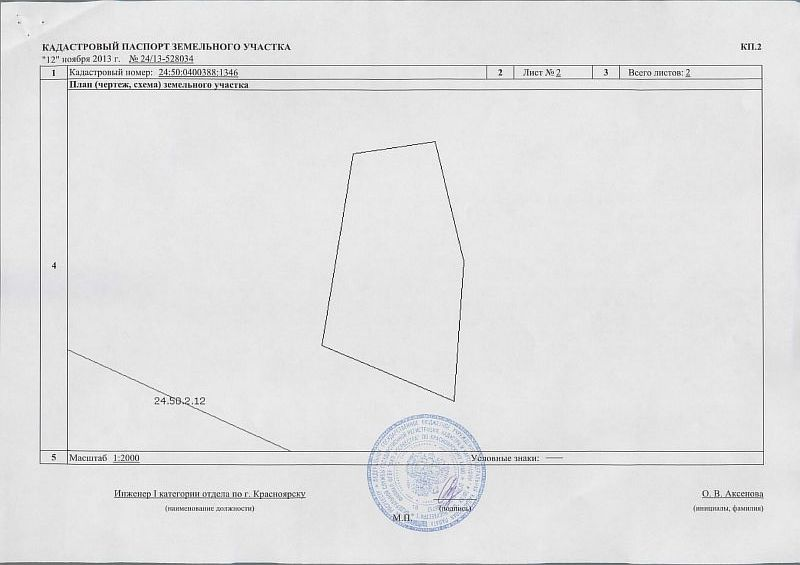 КАДАСТРОВЫЙ ПАСПОРТ ЗЕМЕЛЬНОГО УЧАСТКА
КП.2
"12" ноября 2013 г. № 24/13-528034
1 Кадастровый номер: 24:50:0400388:1346 2 Лист № 2 3 Всего листов: 2
План (чертеж, схема) земельного участка
4
24.50.2.12
5 Масштаб 1:2000 Условные знаки:
Инженер I категории отдела по г. Красноярску О. В. Аксенова
(наименование должности) М.П. (подпись) (инициалы, фамилия)